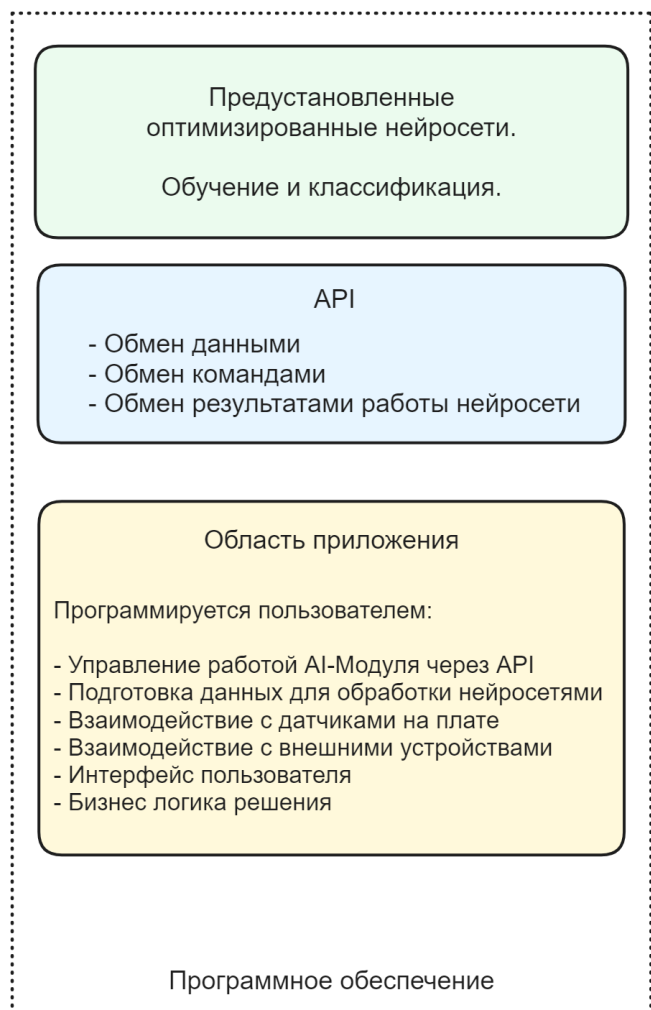 Предустановленные
оптимизированные нейросети.
Обучение и классификация.
API
- Обмен данными
- Обмен командами
- Обмен результатами работы нейросети
Область приложения
Программируется пользователем:
- Управление работой AI-Модуля через API
- Подготовка данных для обработки нейросетями
- Взаимодействие с датчиками на плате
- Взаимодействие с внешними устройствами
- Интерфейс пользователя
- Бизнес логика решения
Программное обеспечение